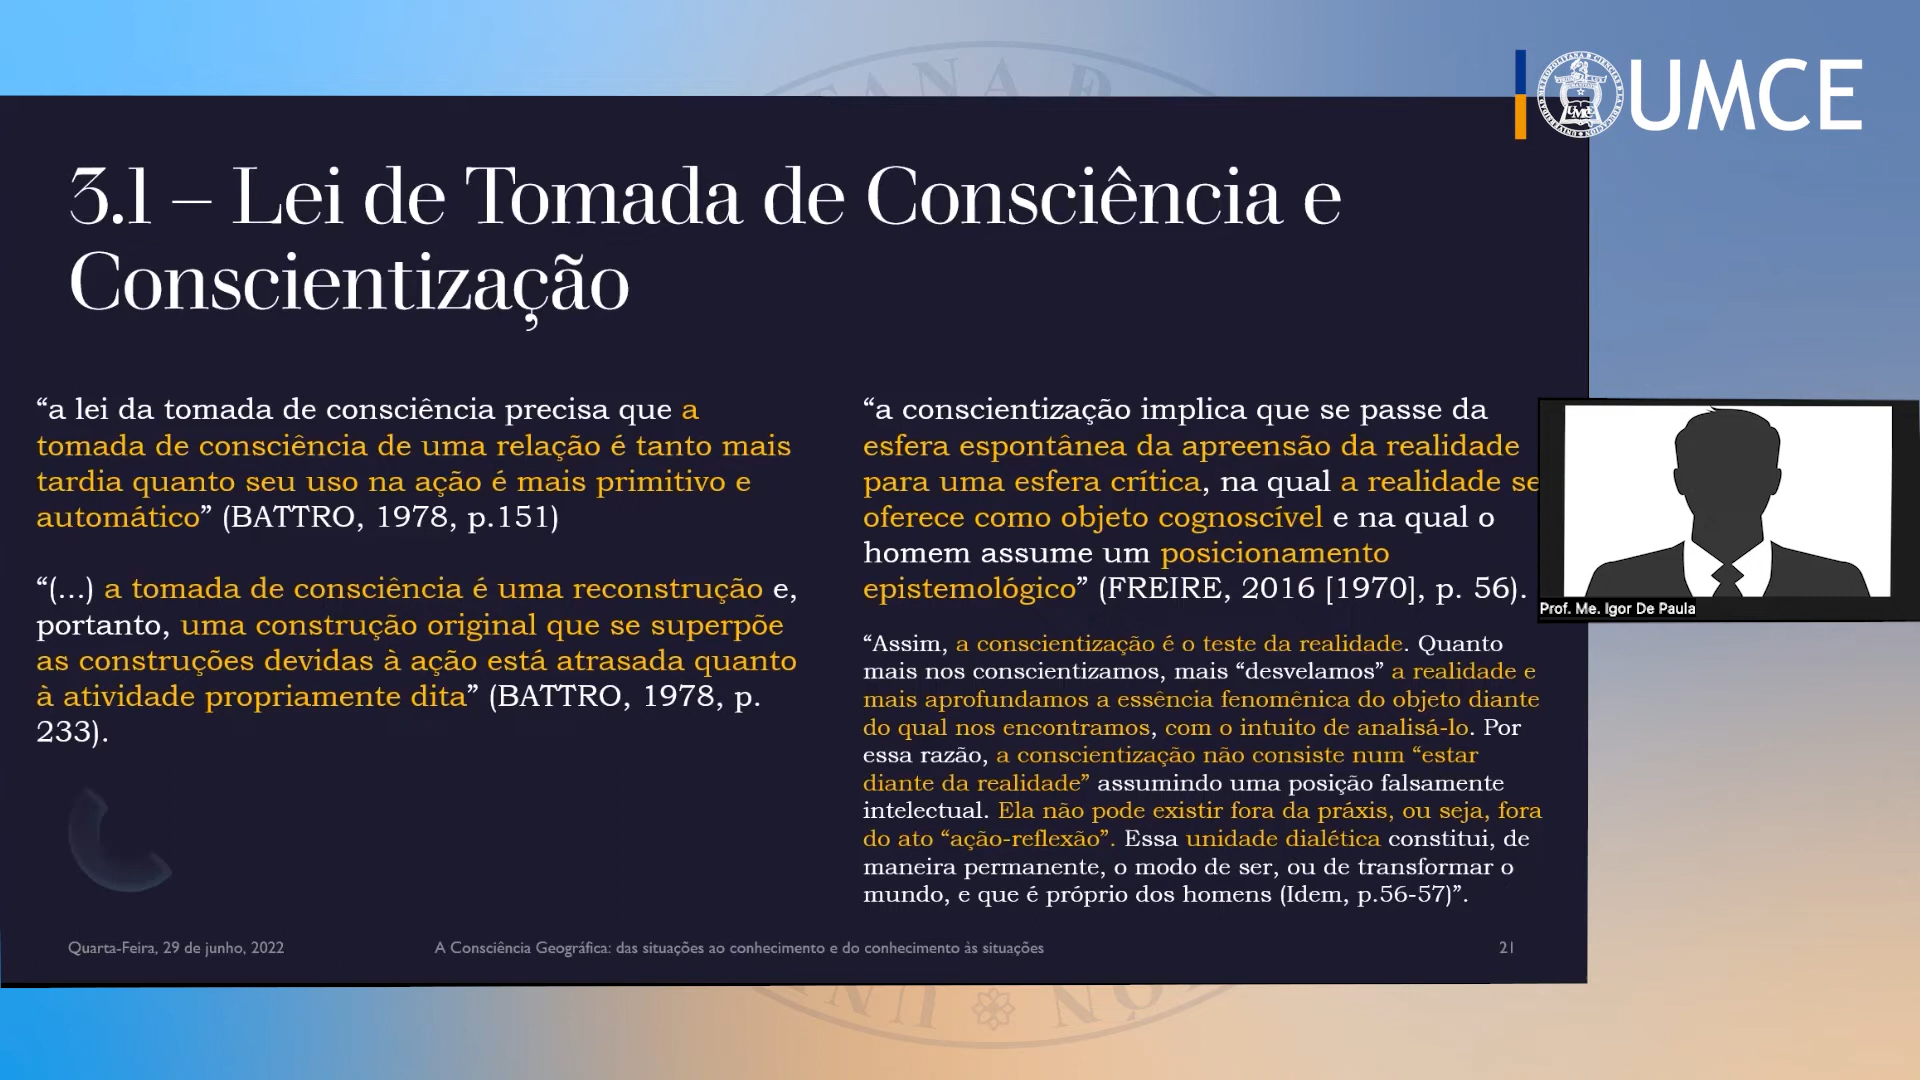 UMCE
3.1 – Lei de Tomada de Consciência e
Conscientização
“a lei da tomada de consciência precisa que a
tomada de consciência de uma relação é tanto mais
tardia quanto seu uso na ação é mais primitivo e
automático” (BATTRO, 1978, p.151)
“(...) a tomada de consciência é uma reconstrução e,
portanto, uma construção original que se superpõe
as construções devidas à ação está atrasada quanto
à atividade propriamente dita” (BATTRO, 1978, p.
233).
“a conscientização implica que se passe da
esfera espontânea da apreensão da realidade
para uma esfera crítica, na qual a realidade se
oferece como objeto cognoscível e na qual o
homem assume um posicionamento
epistemológico” (FREIRE, 2016 [1970], p. 56).
“Assim, a conscientização é o teste da realidade. Quanto
mais nos conscientizamos, mais “desvelamos” a realidade e
mais aprofundamos a essência fenomênica do objeto diante
do qual nos encontramos, com o intuito de analisá-lo. Por
essa razão, a conscientização não consiste num “estar
diante da realidade” assumindo uma posição falsamente
intelectual. Ela não pode existir fora da práxis, ou seja, fora
do ato “ação-reflexão”. Essa unidade dialética constitui, de
maneira permanente, o modo de ser, ou de transformar o
mundo, e que é próprio dos homens (Idem, p.56-57)”.
Prof. Me. Igor De Paula
Quarta-Feira, 29 de junho, 2022
A Consciência Geográfica: das situações ao conhecimento e do conhecimento às situações
21